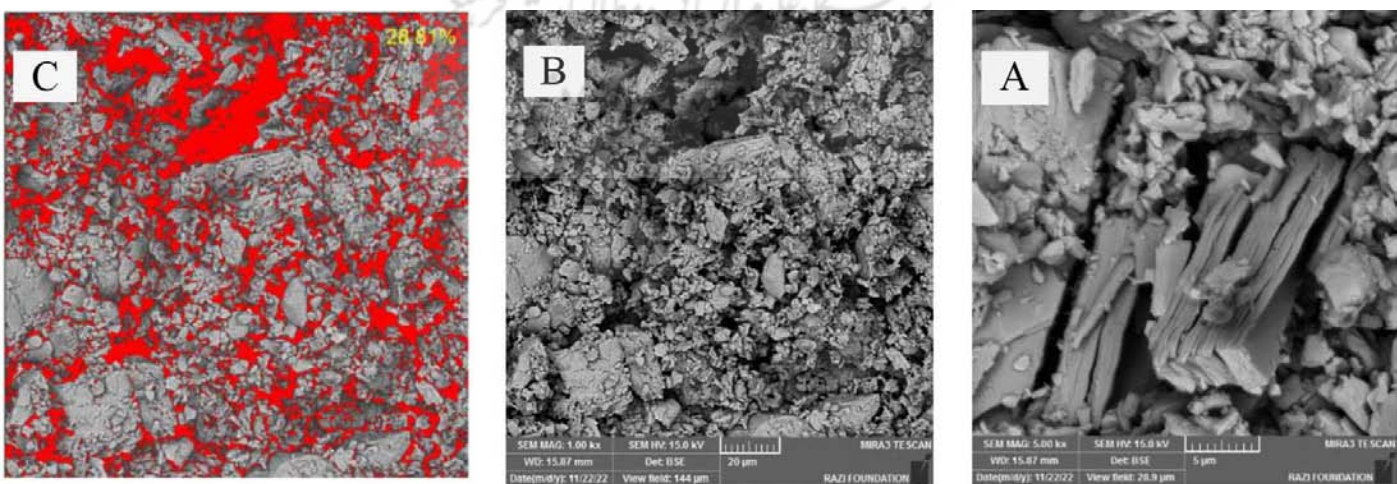 C
28.81%
B
SEM MAG: 1.00 kx SEM HV: 15.0 kV MIRA3 TESCAN
WD: 15.87 mm Det: BSE 20 µm
Date(m/d/y): 11/22/22 View field: 144 µm RAZI FOUNDATION
A
SEM MAG: 5.00 kx SEM HV: 15.0 kV MIRA3 TESCAN
WD: 15.87 mm Det: BSE 5 µm
Date(m/d/y): 11/22/22 View field: 28.9 µm RAZI FOUNDATION